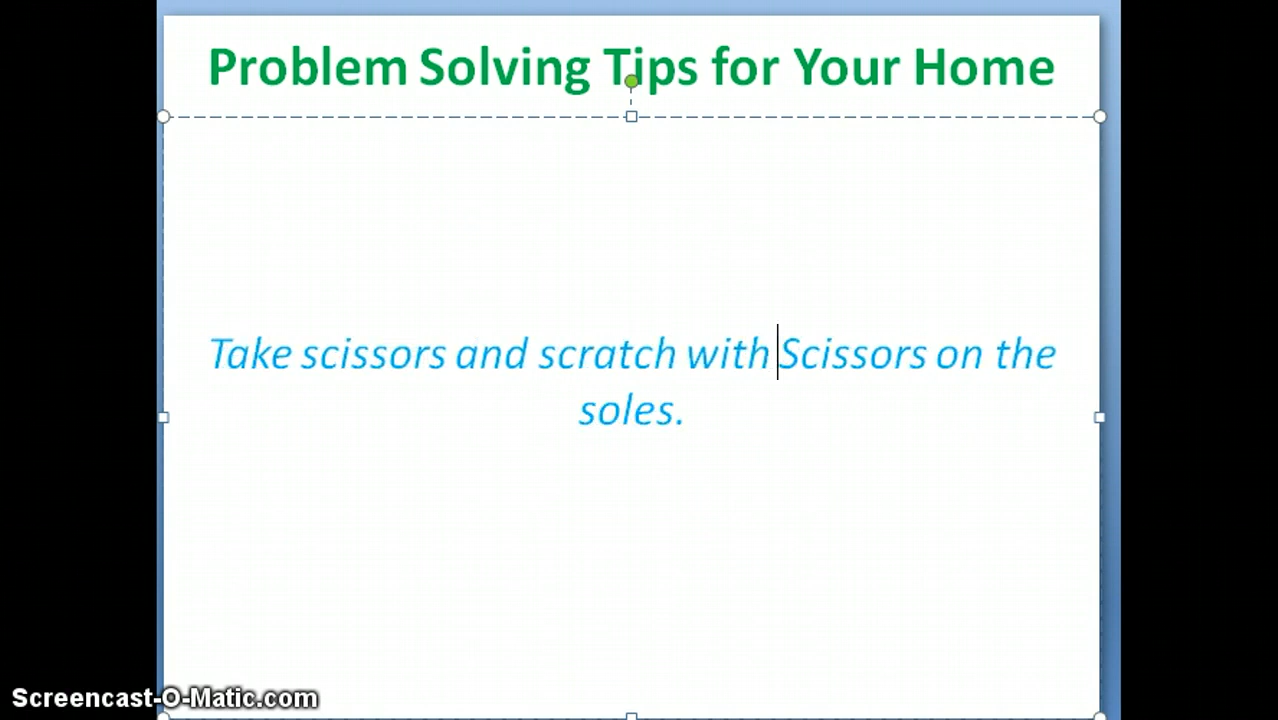 Problem Solving Tips for Your Home
Take scissors and scratch with Scissors on the
soles.
Screencast-O-Matic.com